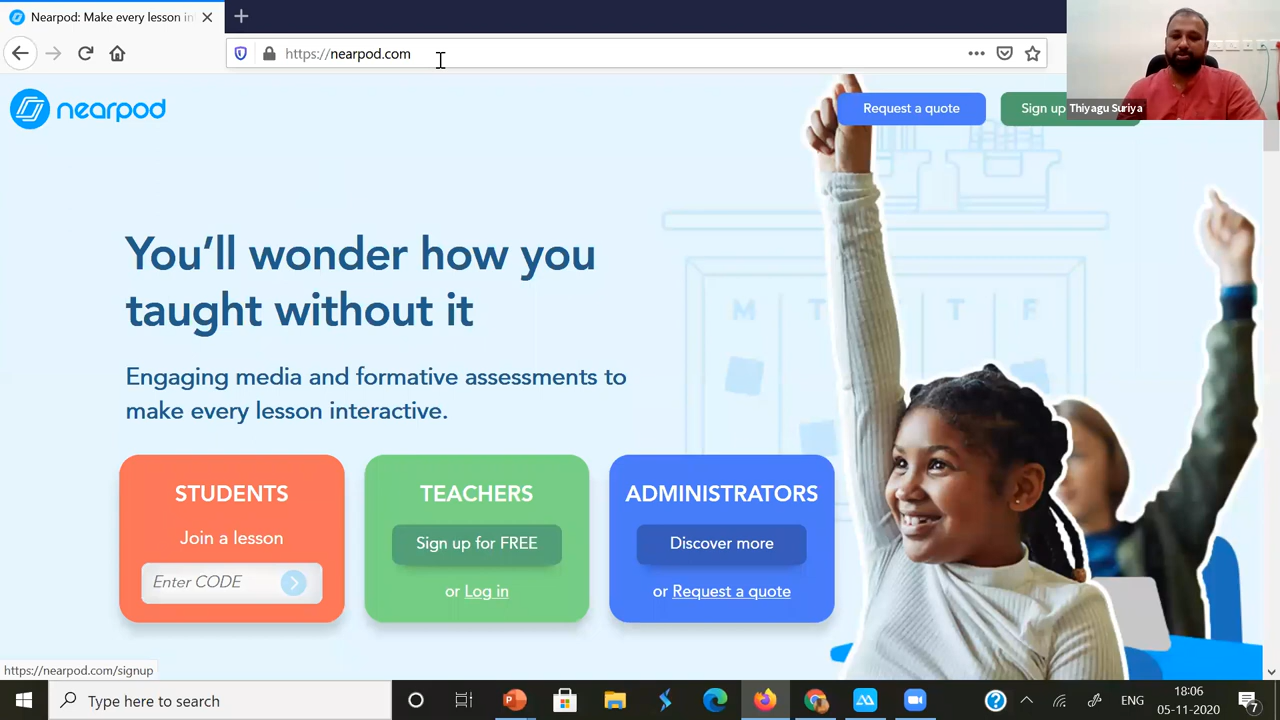 Nearpod: Make every lesson in
https://nearpod.com
nearpod
Request a quote
Sign up
Thiyagu Suriya
You'll wonder how you
taught without it
M T W T F
Engaging media and formative assessments to
make every lesson interactive.
STUDENTS
Join a lesson
Enter CODE
TEACHERS
Sign up for FREE
or Log in
ADMINISTRATORS
Discover more
or Request a quote
https://nearpod.com/signup
Type here to search
ENG
18:06
05-11-2020
7